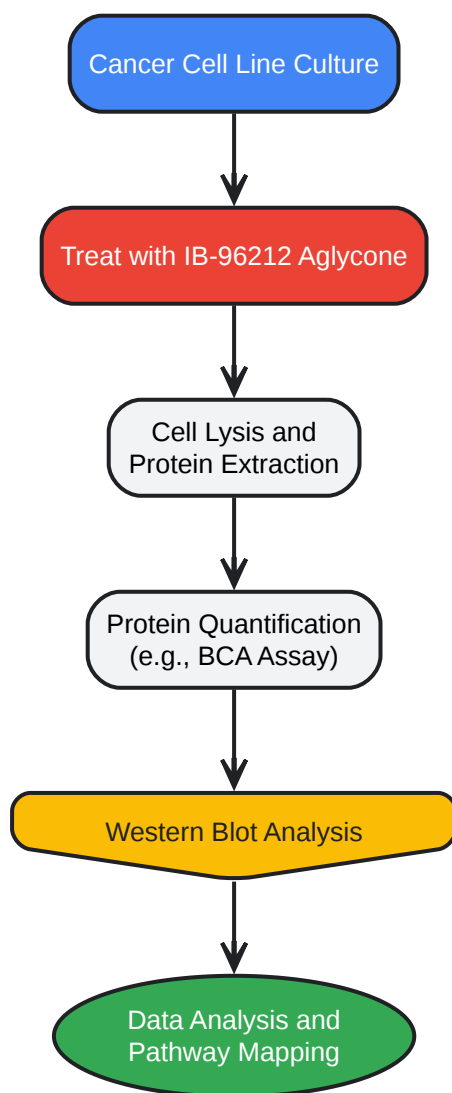 Cancer Cell Line Culture
Treat with IB-96212 Aglycone
Cell Lysis and
Protein Extraction
Protein Quantification
(e.g., BCA Assay)
Western Blot Analysis
Data Analysis and
Pathway Mapping